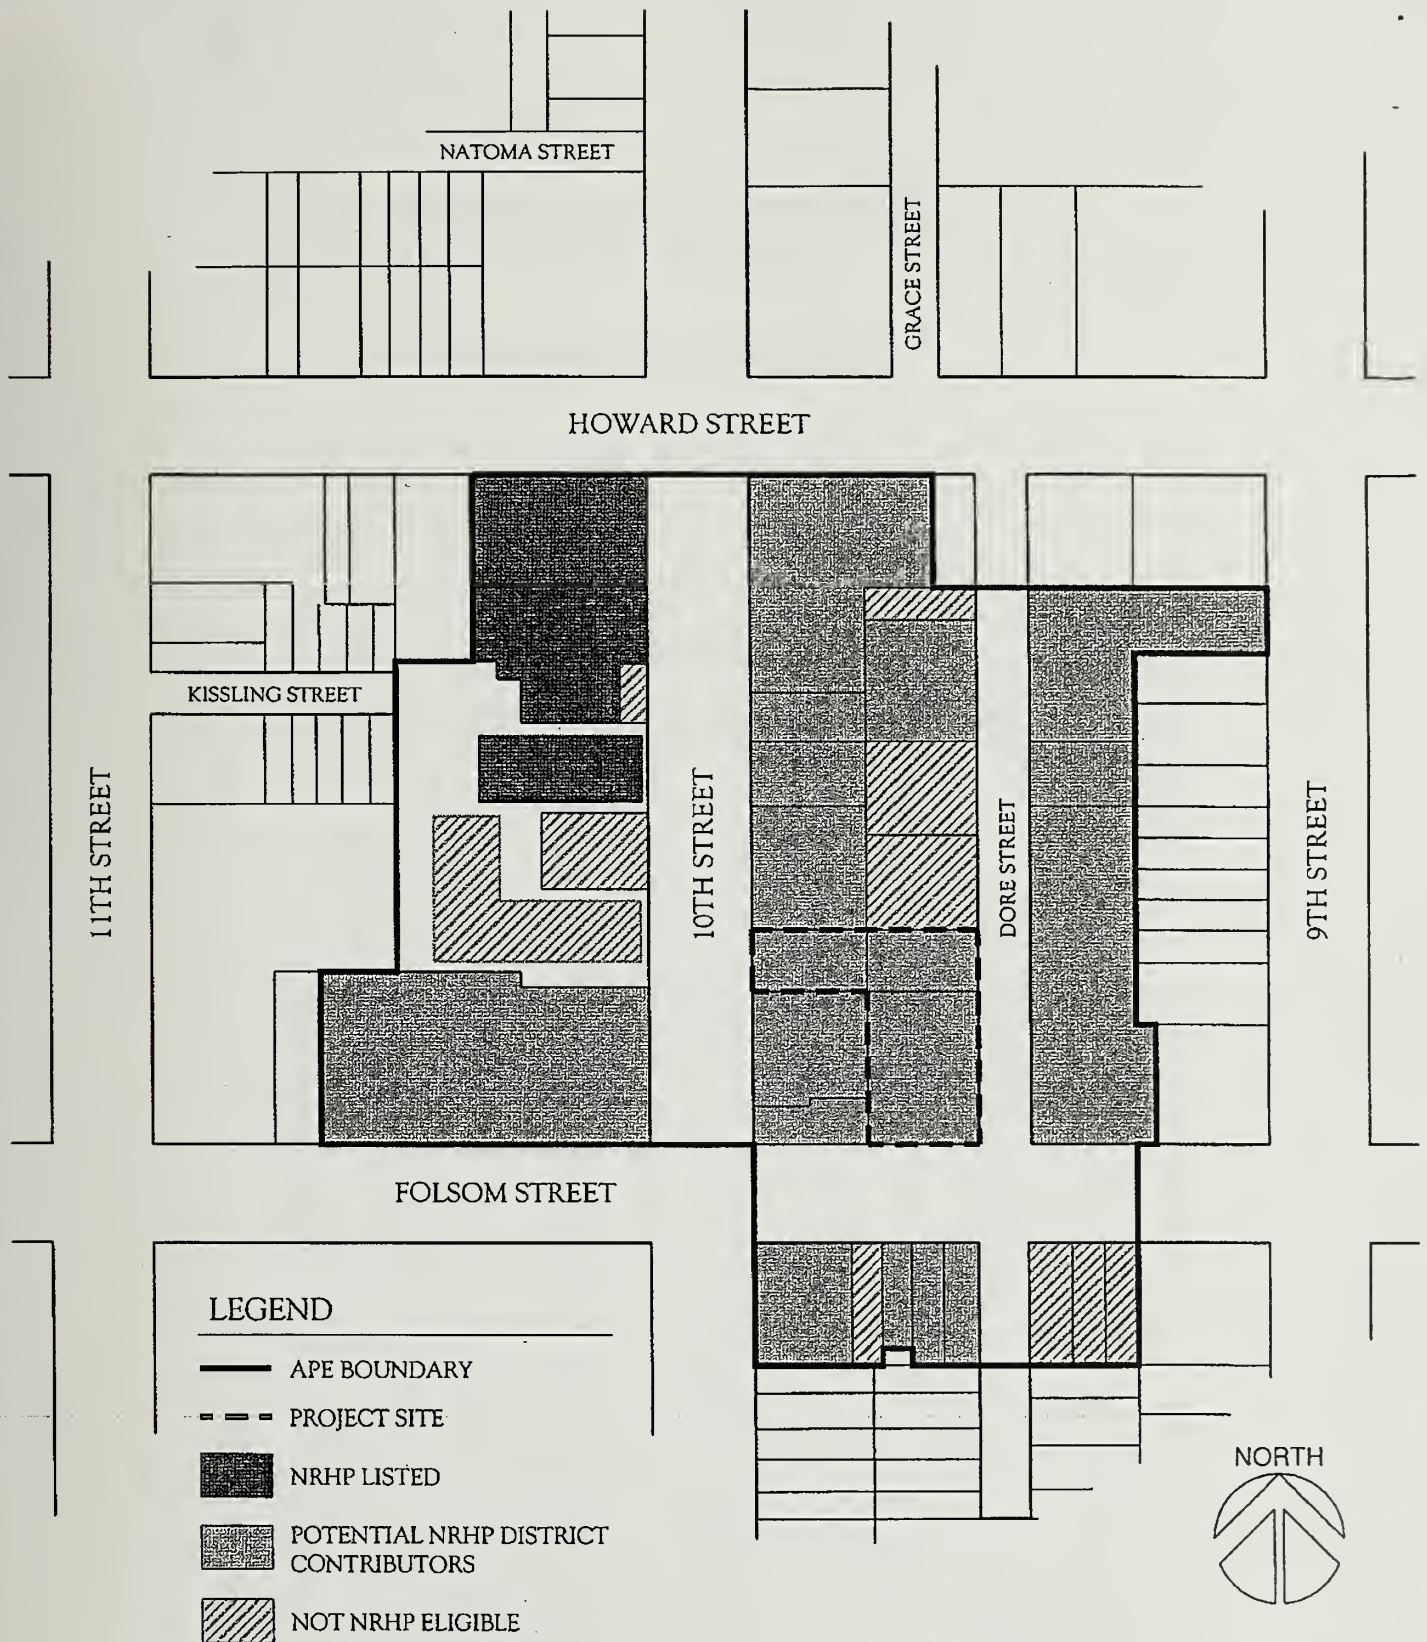 NATOMA STREET
GRACE STREET
HOWARD STREET
KISSLING STREET
11TH STREET
10TH STREET
DORE STREET
9TH STREET
FOLSOM STREET
LEGEND
APE BOUNDARY
PROJECT SITE
NRHP LISTED
POTENTIAL NRHP DISTRICT
CONTRIBUTORS
NOT NRHP ELIGIBLE
NORTH